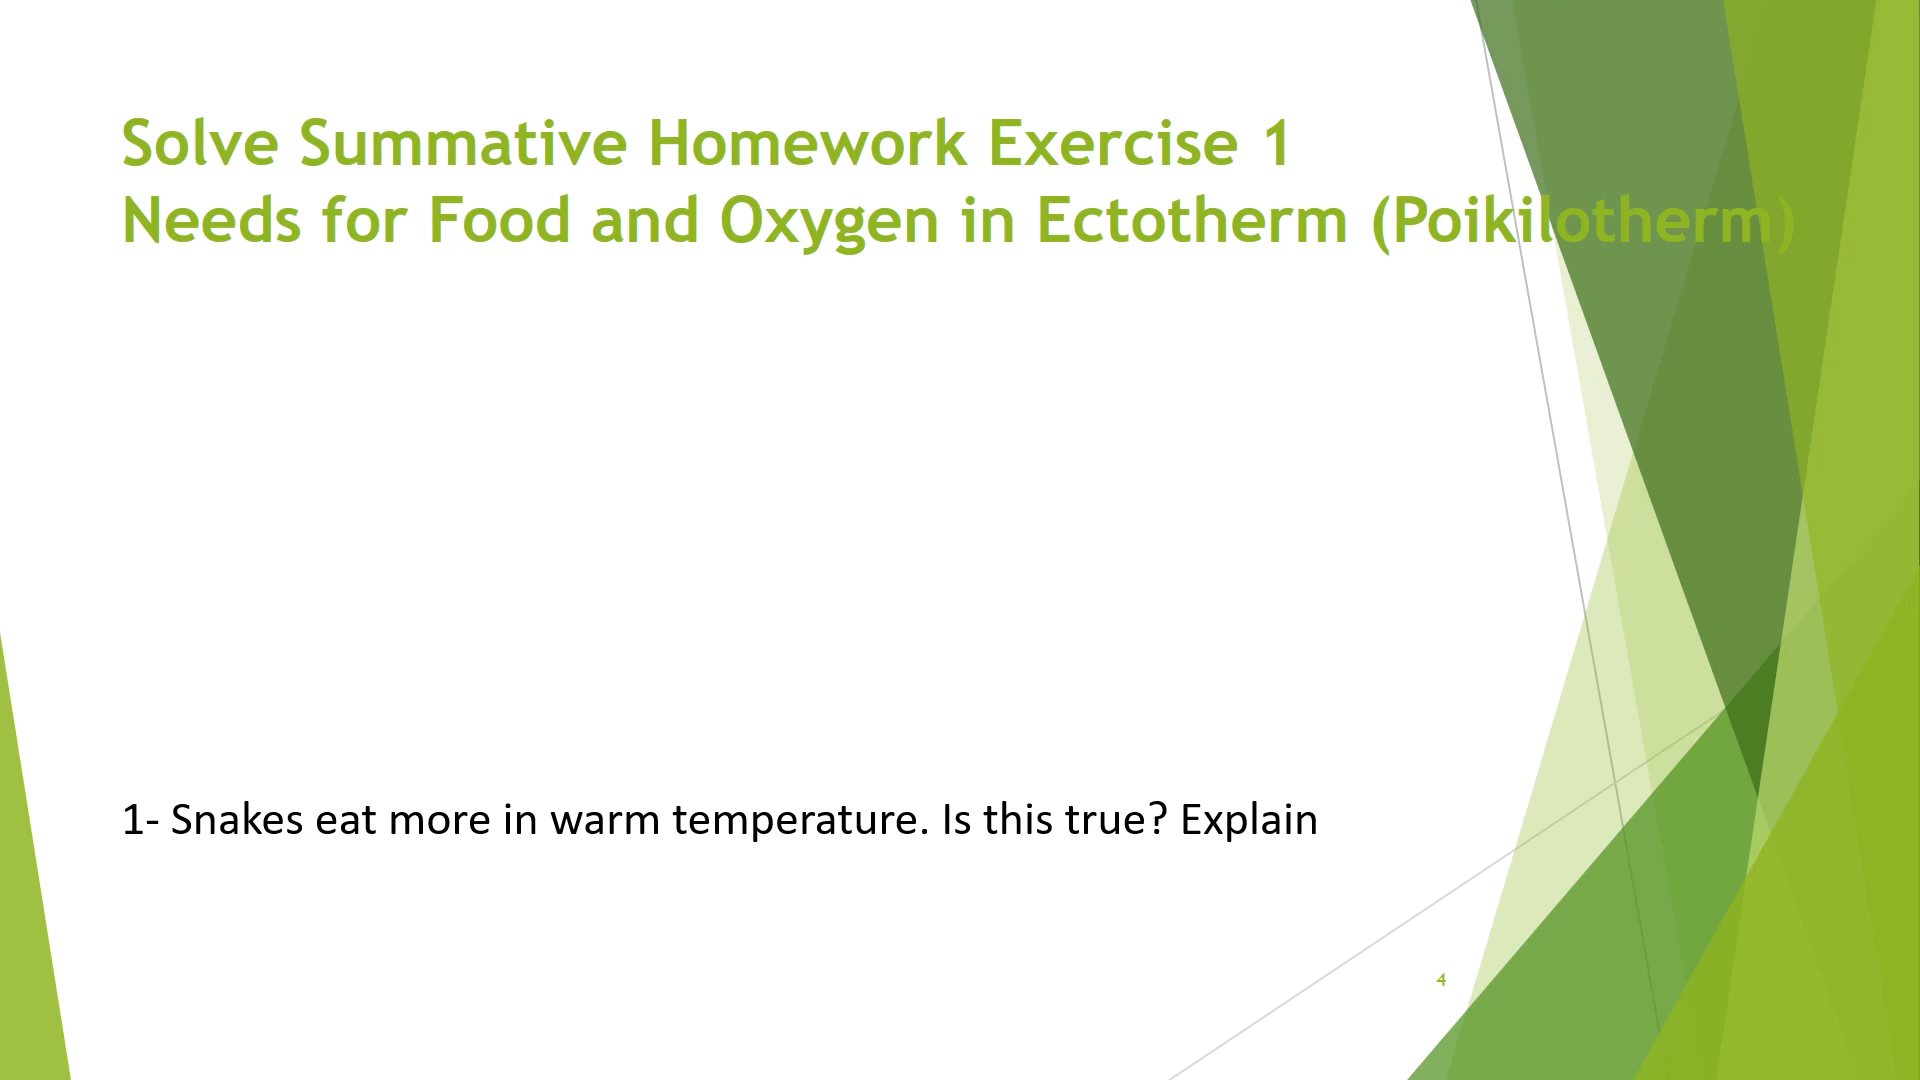 Solve Summative Homework Exercise 1
Needs for Food and Oxygen in Ectotherm (Poikilotherm)
1- Snakes eat more in warm temperature. Is this true? Explain
4